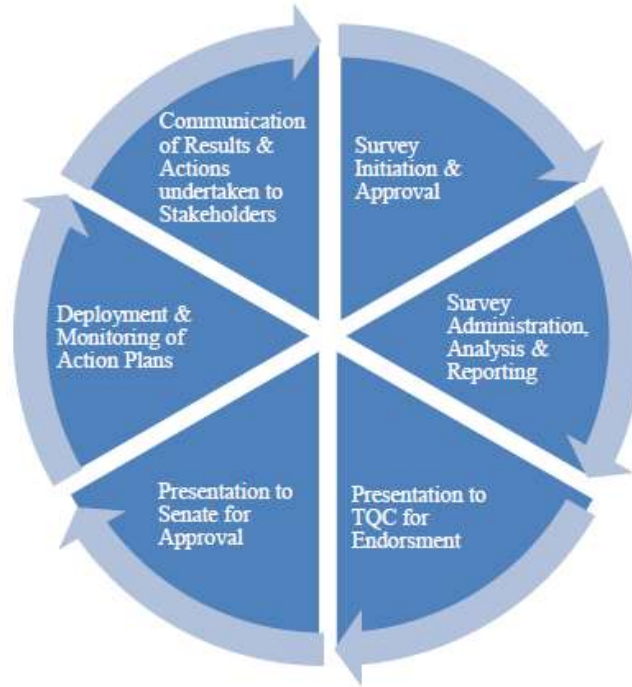 Survey
Initiation &
Approval
Survey
Administration,
Analysis &
Reporting
Presentation to
TQC for
Endorsment
Presentation to
Senate for
Approval
Deployment &
Monitoring of
Action Plans
Communication
of Results &
Actions
undertaken to
Stakeholders